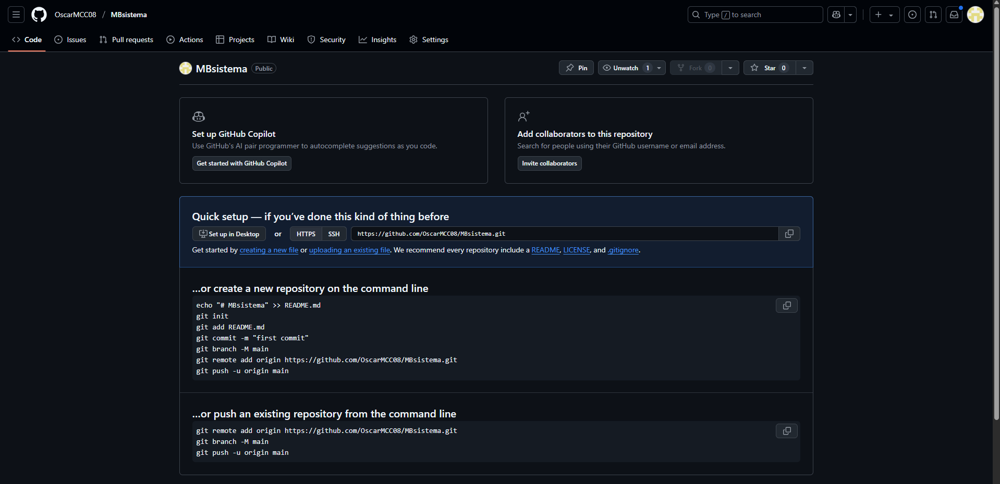 OscarMCC08 / MBsistema
Type / to search
Code Issues Pull requests Actions Projects Wiki Security Insights Settings
MBsistema Public
Pin Unwatch 1 Fork 0 Star 0
Set up GitHub Copilot
Use GitHub's AI pair programmer to autocomplete suggestions as you code.
Get started with GitHub Copilot
Add collaborators to this repository
Search for people using their GitHub username or email address.
Invite collaborators
Quick setup — if you’ve done this kind of thing before
Set up in Desktop or HTTPS SSH https://github.com/OscarMCC08/MBsistema.git
Get started by creating a new file or uploading an existing file. We recommend every repository include a README, LICENSE, and .gitignore.
…or create a new repository on the command line
echo "# MBsistema" >> README.md
git init
git add README.md
git commit -m "first commit"
git branch -M main
git remote add origin https://github.com/OscarMCC08/MBsistema.git
git push -u origin main
…or push an existing repository from the command line
git remote add origin https://github.com/OscarMCC08/MBsistema.git
git branch -M main
git push -u origin main